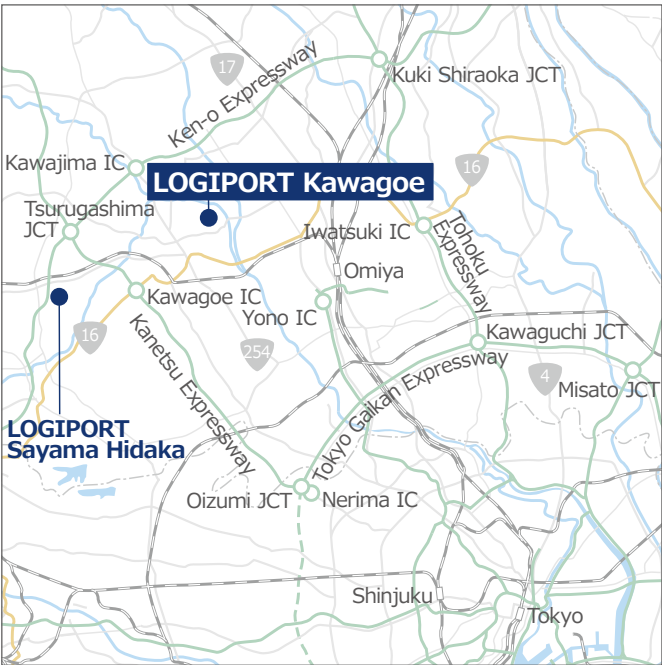 17
Kuki Shiraoka JCT
Ken-o Expressway
Kawajima IC
LOGIPORT Kawagoe
16
Tsurugashima
JCT
Iwatsuki IC
Tohoku
Expressway
Omiya
Kawagoe IC
Yono IC
16
254
Kawaguchi JCT
Kanetsu Expressway
Tokyo Gaikan Expressway
4
Misato JCT
LOGIPORT
Sayama Hidaka
Oizumi JCT
Nerima IC
Shinjuku
Tokyo